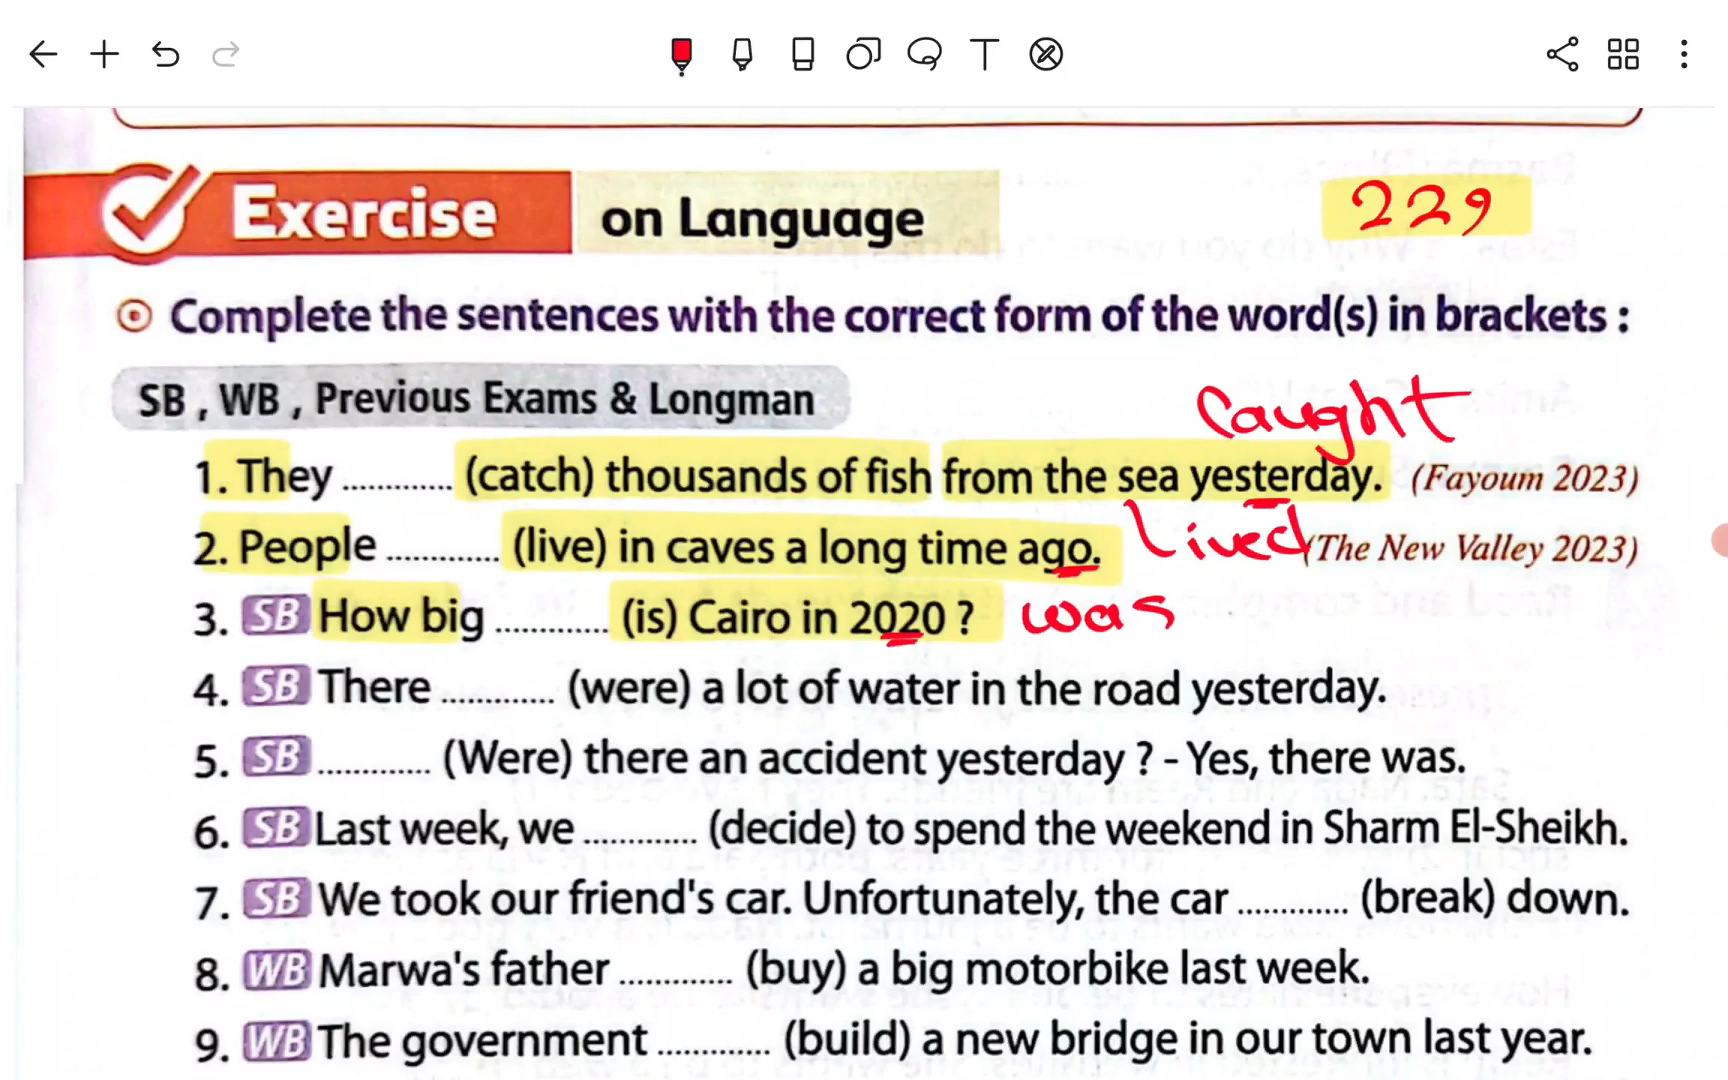 Exercise on Language 229
Complete the sentences with the correct form of the word(s) in brackets :
SB , WB , Previous Exams & Longman
caught
1. They ............ (catch) thousands of fish from the sea yesterday. (Fayoum 2023)
2. People ............ (live) in caves a long time ago. Lived (The New Valley 2023)
3. SB How big ............ (is) Cairo in 2020 ? was
4. SB There ............ (were) a lot of water in the road yesterday.
5. SB ............ (Were) there an accident yesterday ? - Yes, there was.
6. SB Last week, we ............ (decide) to spend the weekend in Sharm El-Sheikh.
7. SB We took our friend's car. Unfortunately, the car ............ (break) down.
8. WB Marwa's father ............ (buy) a big motorbike last week.
9. WB The government ............ (build) a new bridge in our town last year.